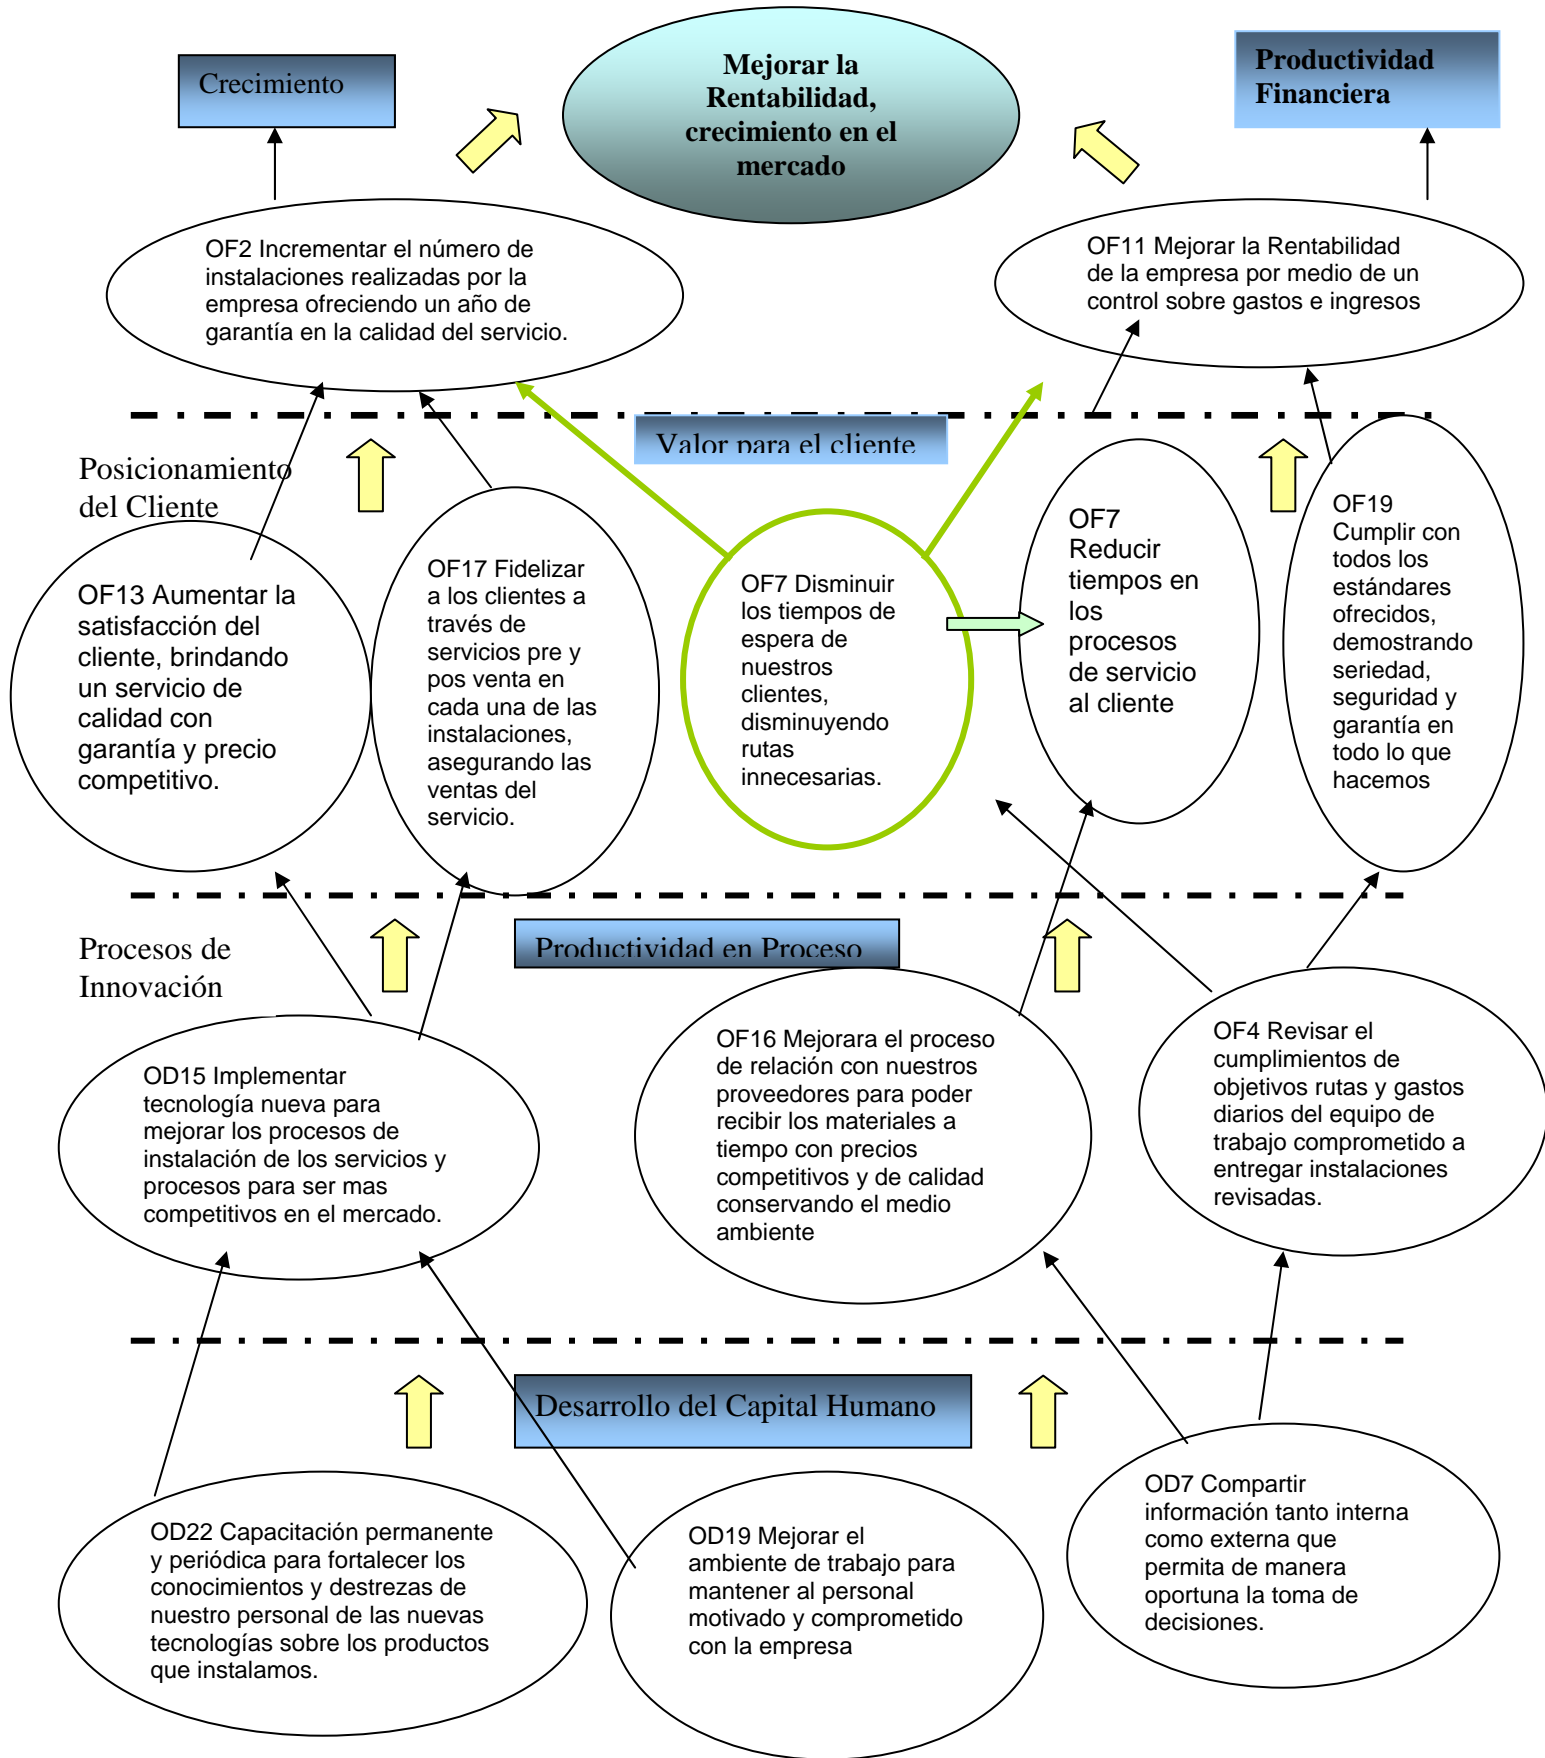 Crecimiento
Mejorar la
Rentabilidad,
crecimiento en el
mercado
Productividad
Financiera
OF2 Incrementar el número de
instalaciones realizadas por la
empresa ofreciendo un año de
garantía en la calidad del servicio.
OF11 Mejorar la Rentabilidad
de la empresa por medio de un
control sobre gastos e ingresos
Valor para el cliente
Posicionamiento
del Cliente
OF13 Aumentar la
satisfacción del
cliente, brindando
un servicio de
calidad con
garantía y precio
competitivo.
OF17 Fidelizar
a los clientes a
través de
servicios pre y
pos venta en
cada una de las
instalaciones,
asegurando las
ventas del
servicio.
OF7 Disminuir
los tiempos de
espera de
nuestros
clientes,
disminuyendo
rutas
innecesarias.
OF7
Reducir
tiempos en
los
procesos
de servicio
al cliente
OF19
Cumplir con
todos los
estándares
ofrecidos,
demostrando
seriedad,
seguridad y
garantía en
todo lo que
hacemos
Procesos de
Innovación
Productividad en Proceso
OD15 Implementar
tecnología nueva para
mejorar los procesos de
instalación de los servicios y
procesos para ser mas
competitivos en el mercado.
OF16 Mejorara el proceso
de relación con nuestros
proveedores para poder
recibir los materiales a
tiempo con precios
competitivos y de calidad
conservando el medio
ambiente
OF4 Revisar el
cumplimientos de
objetivos rutas y gastos
diarios del equipo de
trabajo comprometido a
entregar instalaciones
revisadas.
Desarrollo del Capital Humano
OD22 Capacitación permanente
y periódica para fortalecer los
conocimientos y destrezas de
nuestro personal de las nuevas
tecnologías sobre los productos
que instalamos.
OD19 Mejorar el
ambiente de trabajo para
mantener al personal
motivado y comprometido
con la empresa
OD7 Compartir
información tanto interna
como externa que
permita de manera
oportuna la toma de
decisiones.